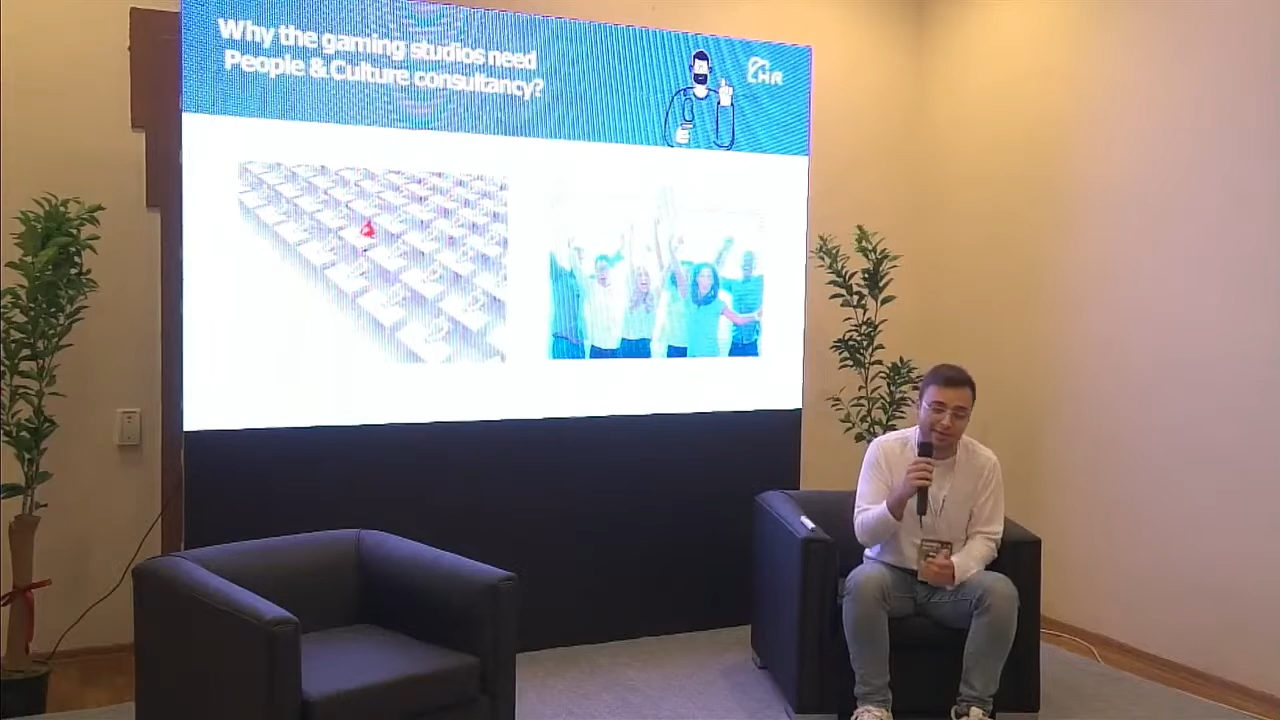 Why the gaming studios need
People & Culture consultancy?
HR